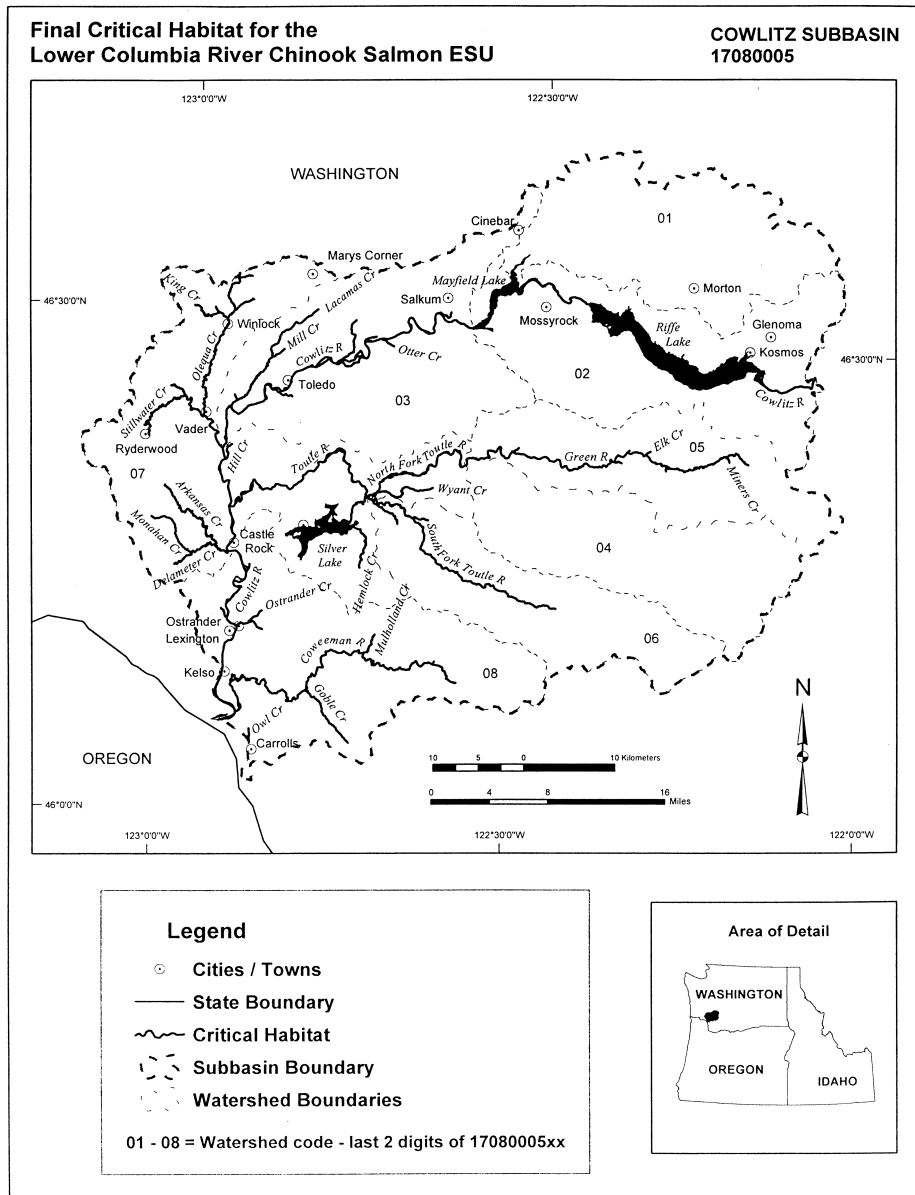 Final Critical Habitat for the
Lower Columbia River Chinook Salmon ESU
COWLITZ SUBBASIN
17080005
123°0'0"W
122°30'0"W
WASHINGTON
01
Cinebar
Marys Corner
Mayfield Lake
King Cr
46°30'0"N
Lacamas Cr
Salkum
Morton
Winlock
Mossyrock
Mill Cr
Riffe
Lake
Glenoma
Kosmos
46°30'0"N
Cowlitz R
Otter Cr
Olequa Cr
02
Toledo
Cowlitz R
03
Stillwater Cr
Vader
Ryderwood
Hill Cr
Toutle R
North Fork Toutle R
Green R
Elk Cr
05
Miners Cr
07
Arkansas Cr
Wyant Cr
Monahan Cr
Castle
Rock
Silver
Lake
South Fork Toutle R
04
Delameter Cr
Cowlitz R
Hemlock Cr
Ostrander Cr
Mulholland Ck
Ostrander
Lexington
Coweeman R
06
Kelso
08
Goble Cr
Owl Cr
Carrolls
N
OREGON
10 5 0 10 Kilometers
0 4 8 16
Miles
46°0'0"N
123°0'0"W
122°30'0"W
122°0'0"W
Legend
Cities / Towns
State Boundary
Critical Habitat
Subbasin Boundary
Watershed Boundaries
01 - 08 = Watershed code - last 2 digits of 17080005xx
Area of Detail
WASHINGTON
OREGON
IDAHO